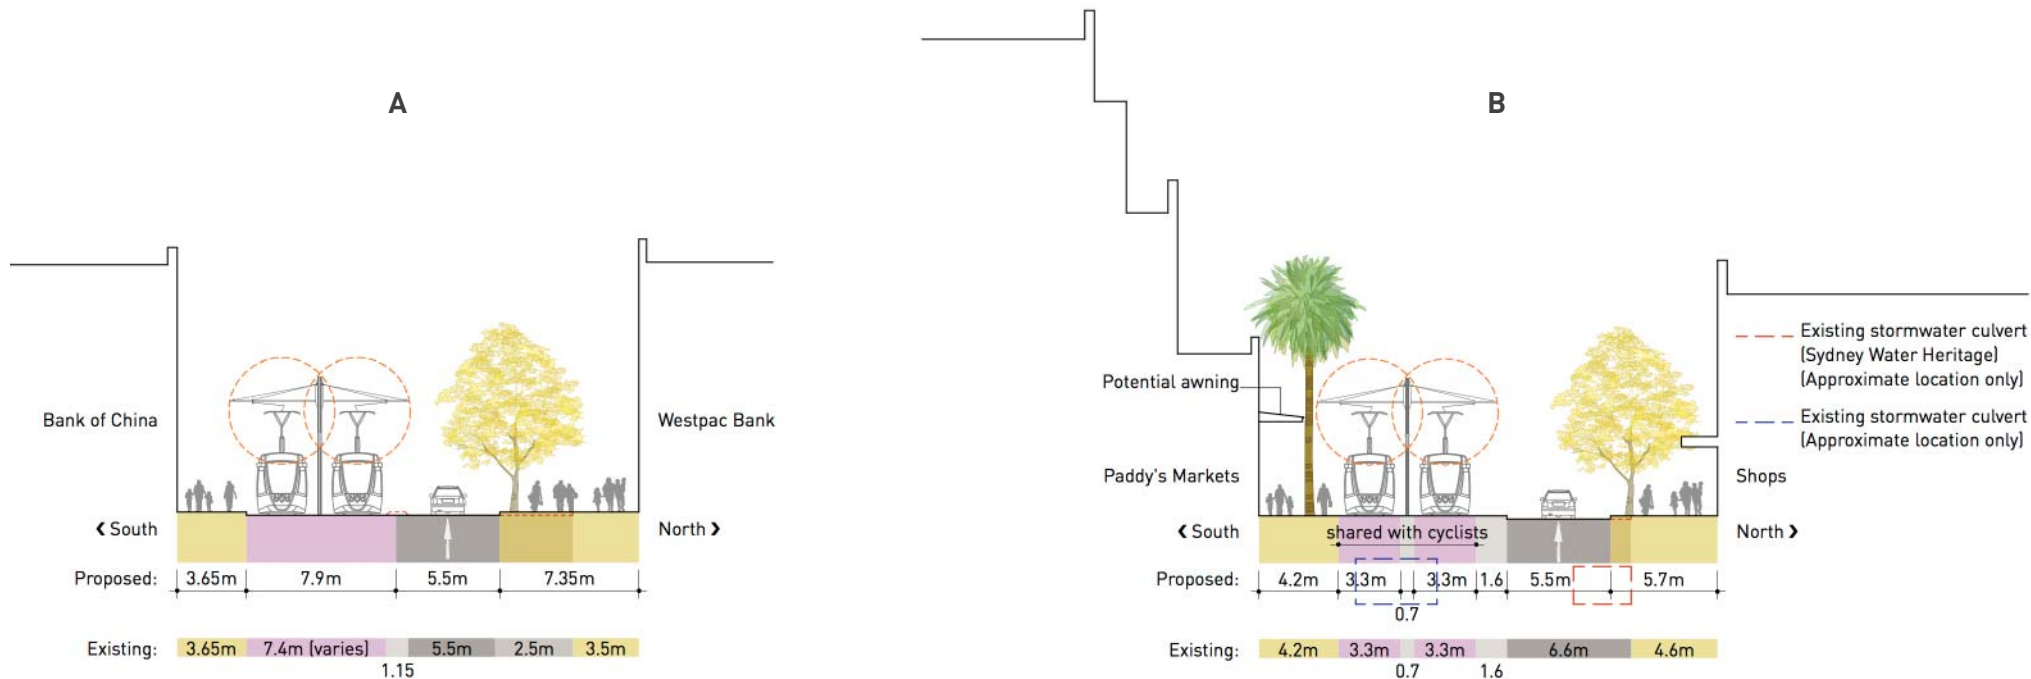 A
Bank of China
Westpac Bank
❮ South
North ❯
Proposed:
3.65m
7.9m
5.5m
7.35m
Existing:
3.65m
7.4m (varies)
5.5m
2.5m
3.5m
1.15
B
Potential awning
Paddy's Markets
Shops
❮ South
shared with cyclists
North ❯
Proposed:
4.2m
3.3m
3.3m
1.6
5.5m
5.7m
0.7
Existing:
4.2m
3.3m
3.3m
6.6m
4.6m
0.7
1.6
Existing stormwater culvert
(Sydney Water Heritage)
(Approximate location only)
Existing stormwater culvert
(Approximate location only)